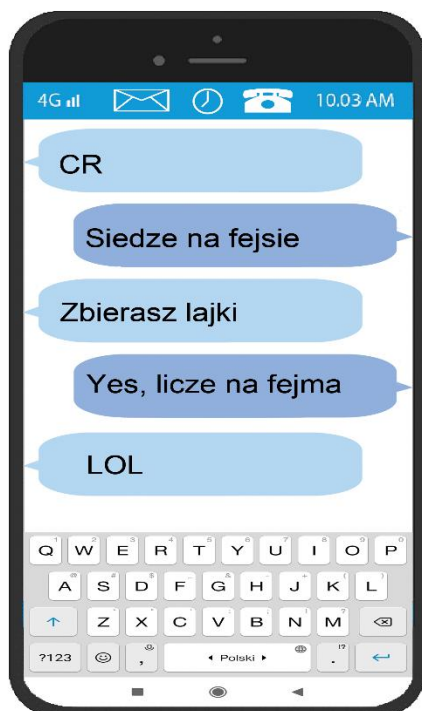 4G 10.03 AM
CR
Siedze na fejsie
Zbierasz lajki
Yes, licze na fejma
LOL
Q W E R T Y U I O P
A S D F G H J K L
Z X C V B N M
?123 , Polski . !?